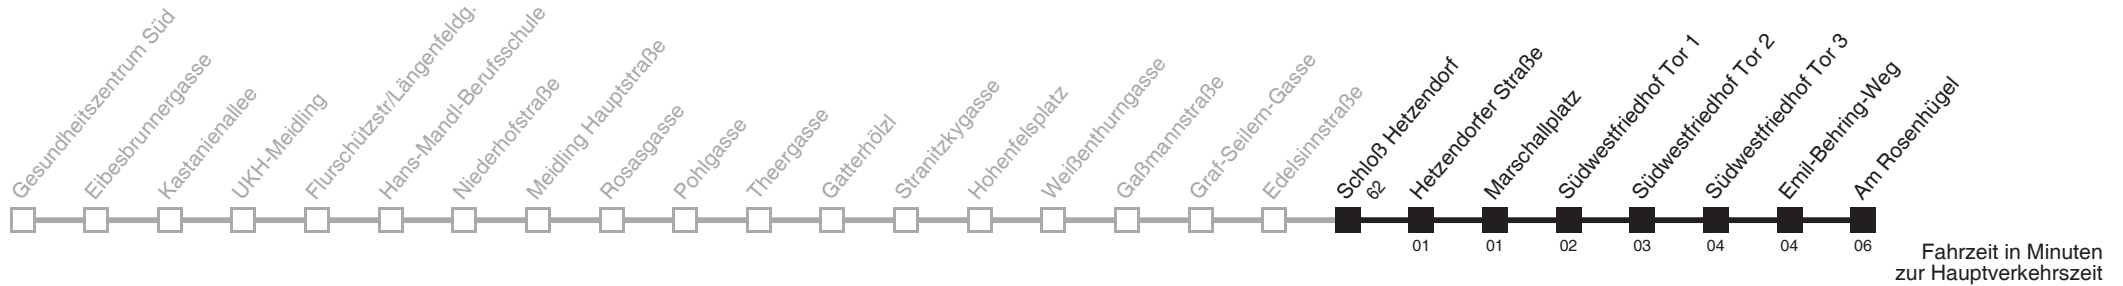 Gesundheitszentrum Süd
Eibesbrunnergasse
Kastanienallee
UKH-Meidling
Flurschützstr/Längenfeldg.
Hans-Mandl-Berufsschule
Niederhofstraße
Meidling Hauptstraße
Rosasgasse
Pohlgasse
Theergasse
Gatterhölzl
Stranitzkygasse
Hohenfelsplatz
Weißenthurngasse
Gaßmannstraße
Graf-Seilern-Gasse
Edelsinnstraße
Schloß Hetzendorf
62
Hetzendorfer Straße
Marschallplatz
Südwestfriedhof Tor 1
Südwestfriedhof Tor 2
Südwestfriedhof Tor 3
Emil-Behring-Weg
Am Rosenhügel
01 01 02 03 04 04 06
Fahrzeit in Minuten
zur Hauptverkehrszeit